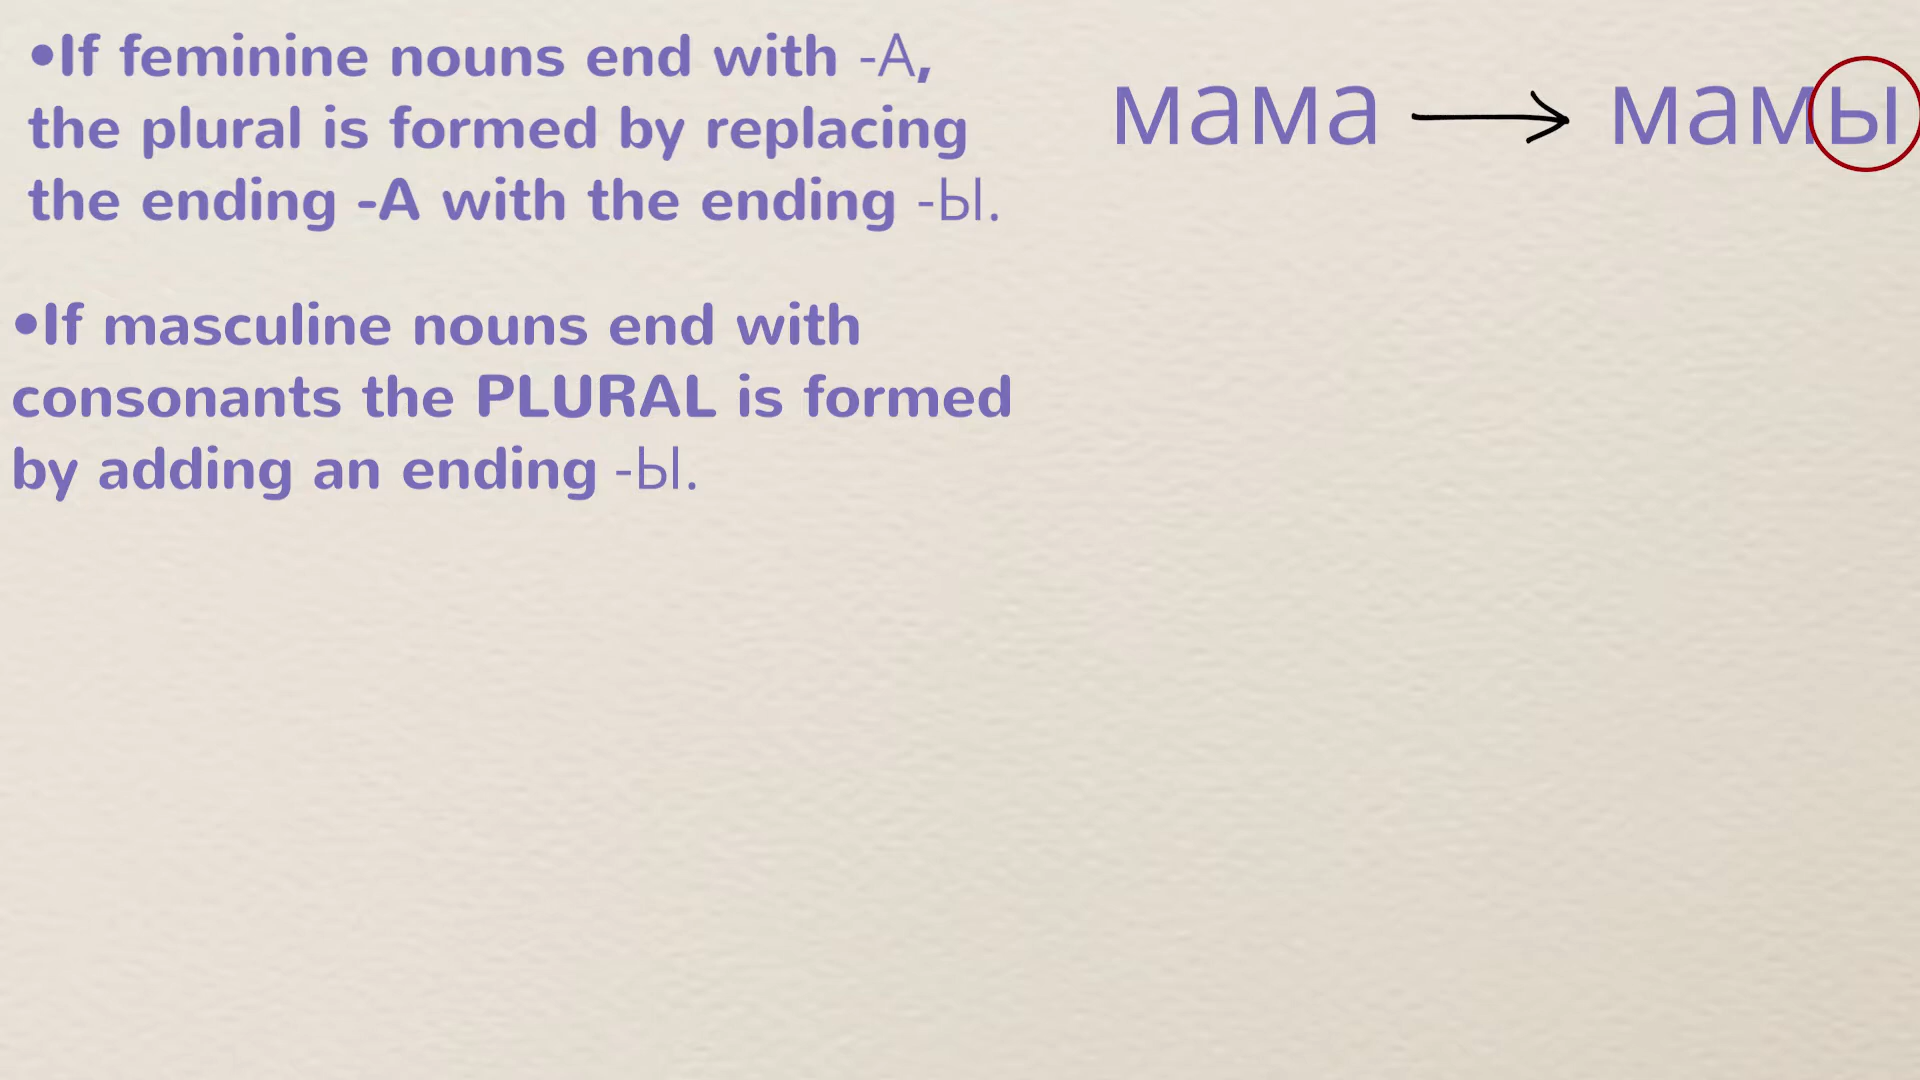 •If feminine nouns end with -А,
the plural is formed by replacing
the ending -A with the ending -Ы.
мама
мамы
•If masculine nouns end with
consonants the PLURAL is formed
by adding an ending -Ы.